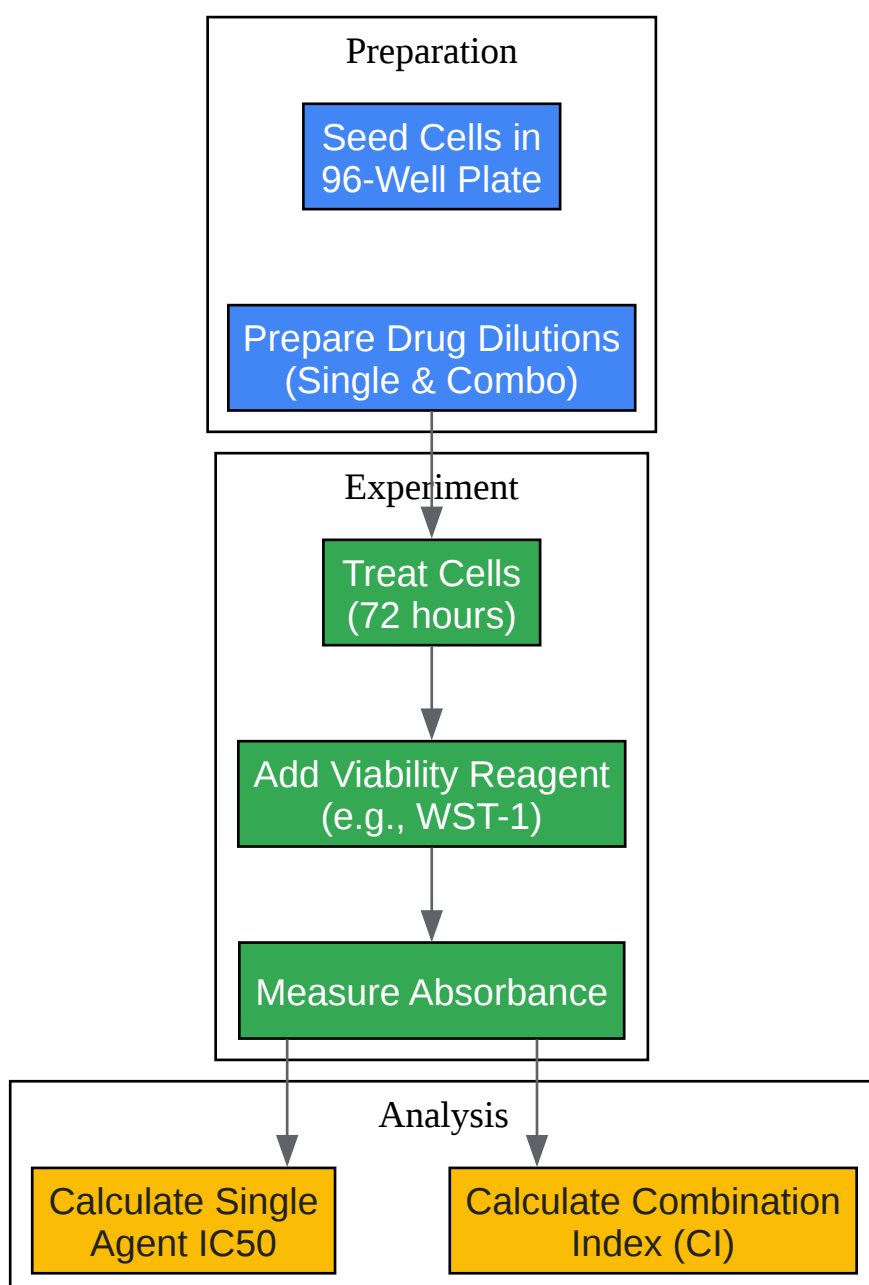 Preparation
Seed Cells in
96-Well Plate
Prepare Drug Dilutions
(Single & Combo)
Experiment
Treat Cells
(72 hours)
Add Viability Reagent
(e.g., WST-1)
Measure Absorbance
Analysis
Calculate Single
Agent IC50
Calculate Combination
Index (CI)